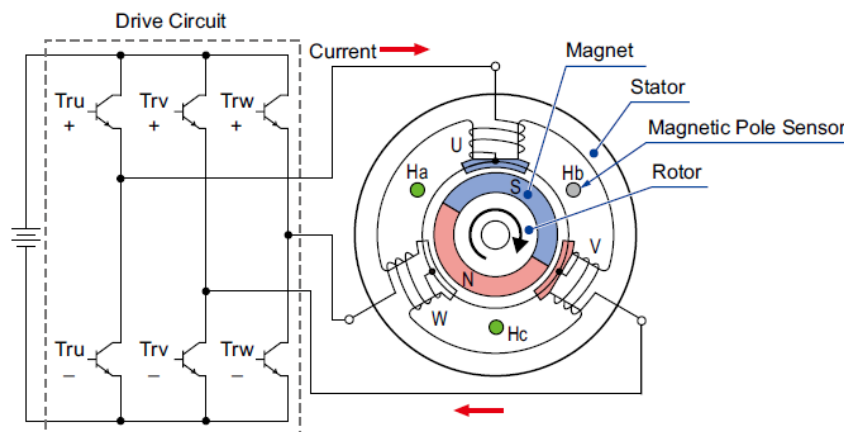 Drive Circuit
Current
Magnet
Stator
Magnetic Pole Sensor
Rotor
Tru
+
Trv
+
Trw
+
U
Ha
Hb
S
N
V
W
Hc
Tru
–
Trv
–
Trw
–